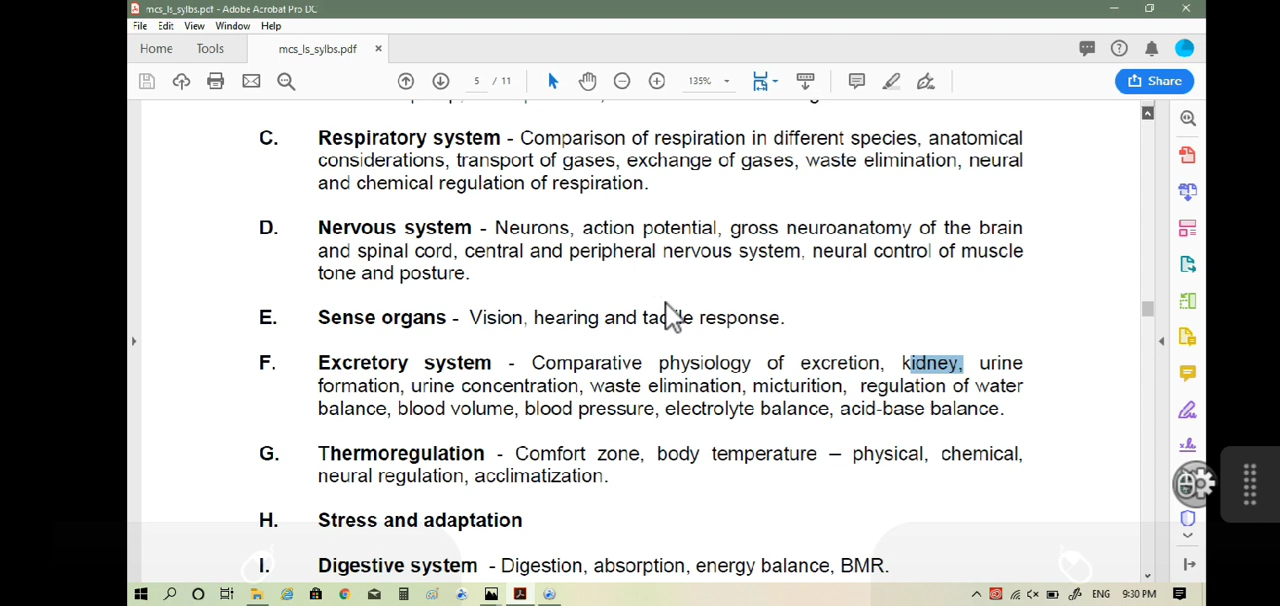 mcs_ls_sylbs.pdf - Adobe Acrobat Pro DC
File Edit View Window Help
Home Tools mcs_ls_sylbs.pdf
5 / 11 135% Share
C. Respiratory system - Comparison of respiration in different species, anatomical
considerations, transport of gases, exchange of gases, waste elimination, neural
and chemical regulation of respiration.
D. Nervous system - Neurons, action potential, gross neuroanatomy of the brain
and spinal cord, central and peripheral nervous system, neural control of muscle
tone and posture.
E. Sense organs - Vision, hearing and response.
F. Excretory system - Comparative physiology of excretion, kidney, urine
formation, urine concentration, waste elimination, micturition, regulation of water
balance, blood volume, blood pressure, electrolyte balance, acid-base balance.
G. Thermoregulation - Comfort zone, body temperature – physical, chemical,
neural regulation, acclimatization.
H. Stress and adaptation
I. Digestive system - Digestion, absorption, energy balance, BMR.
ENG 9:30 PM